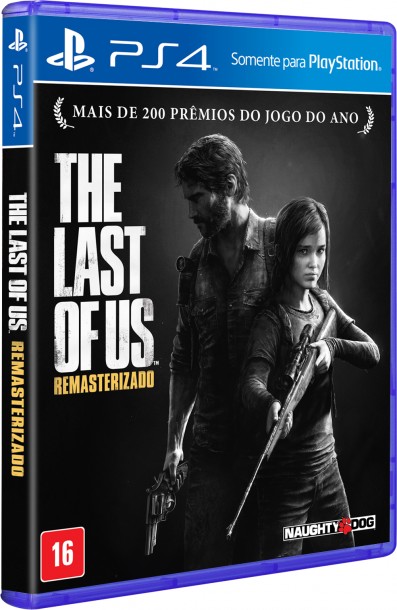 PS4
Somente para PlayStation®
MAIS DE 200 PRÊMIOS DO JOGO DO ANO
THE
LAST
OF US™
REMASTERIZADO
16
NAUGHTY DOG
PS4
THE LAST OF US REMASTERIZADO